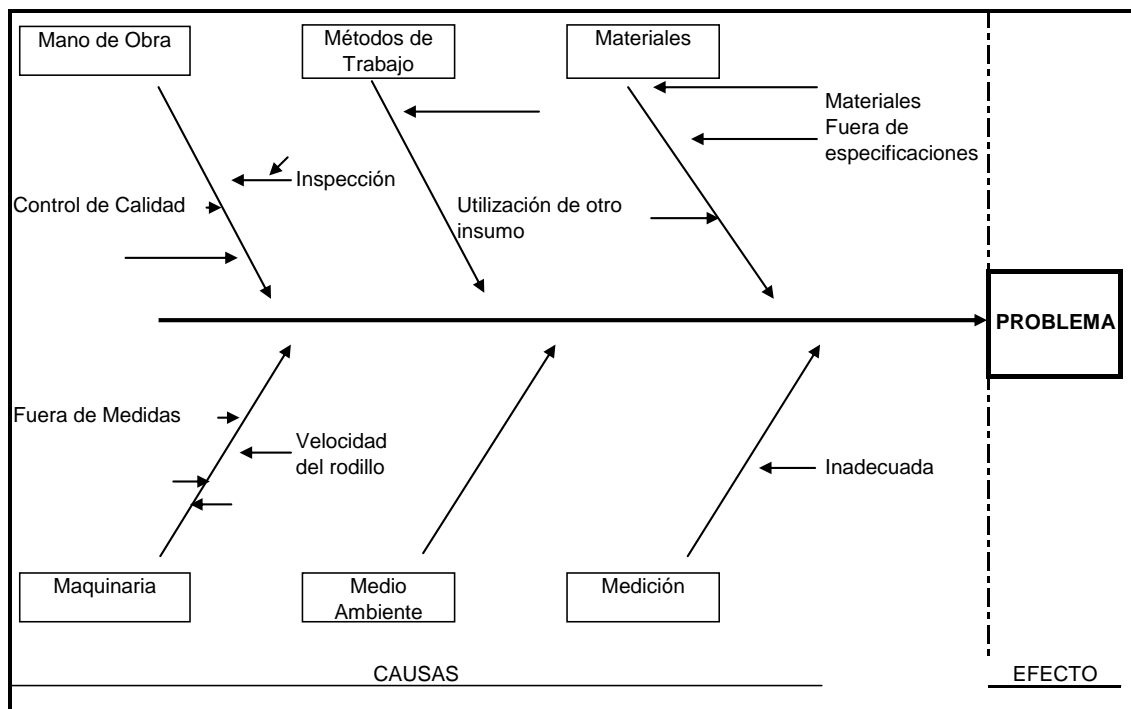 Mano de Obra
Métodos de
Trabajo
Materiales
Materiales
Fuera de
especificaciones
Inspección
Control de Calidad
Utilización de otro
insumo
PROBLEMA
Fuera de Medidas
Velocidad
del rodillo
Inadecuada
Maquinaria
Medio
Ambiente
Medición
CAUSAS
EFECTO